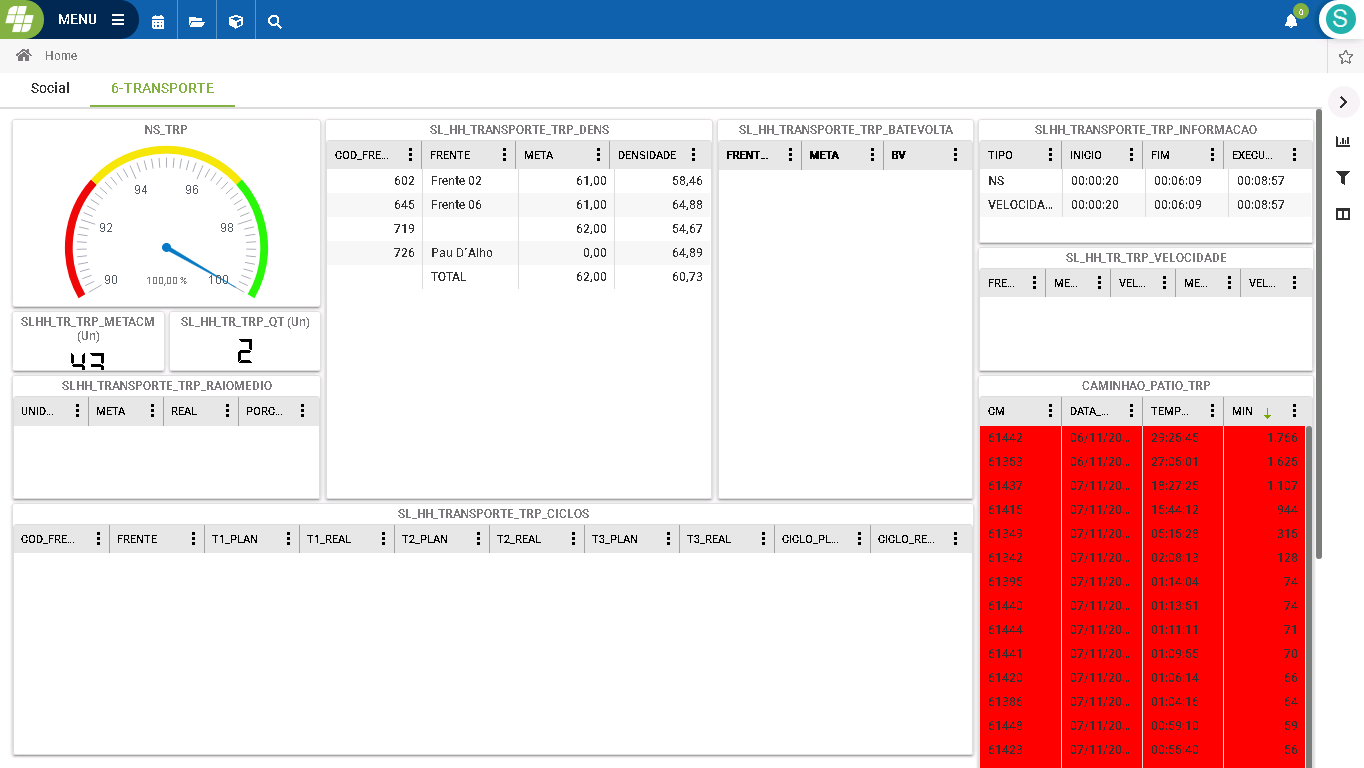 MENU
0
S
Home
Social
6-TRANSPORTE
NS_TRP
90
92
94
96
98
100
100,00 %
SLHH_TR_TRP_METACM
(Un)
43
SL_HH_TR_TRP_QT (Un)
2
SLHH_TRANSPORTE_TRP_RAIOMEDIO
UNID... META REAL PORC...
SL_HH_TRANSPORTE_TRP_DENS
COD_FRE... FRENTE META DENSIDADE
602 Frente 02 61,00 58,46
645 Frente 06 61,00 64,88
719 62,00 54,67
726 Pau D´Alho 0,00 64,89
TOTAL 62,00 60,73
SL_HH_TRANSPORTE_TRP_BATEVOLTA
FRENT... META BV
SLHH_TRANSPORTE_TRP_INFORMACAO
TIPO INICIO FIM EXECU...
NS 00:00:20 00:06:09 00:08:57
VELOCIDA... 00:00:20 00:06:09 00:08:57
SL_HH_TR_TRP_VELOCIDADE
FRE... ME... VEL... ME... VEL...
SL_HH_TRANSPORTE_TRP_CICLOS
COD_FRE... FRENTE T1_PLAN T1_REAL T2_PLAN T2_REAL T3_PLAN T3_REAL CICLO_PL... CICLO_RE...
CAMINHAO_PATIO_TRP
CM DATA_... TEMP... MIN
61442 06/11/20... 29:25:45 1.766
61353 06/11/20... 27:05:01 1.625
61437 07/11/20... 18:27:25 1.107
61415 07/11/20... 15:44:12 944
61349 07/11/20... 05:15:28 315
61342 07/11/20... 02:08:13 128
61395 07/11/20... 01:14:04 74
61440 07/11/20... 01:13:51 74
61444 07/11/20... 01:11:11 71
61441 07/11/20... 01:09:55 70
61420 07/11/20... 01:06:14 66
61386 07/11/20... 01:04:16 64
61448 07/11/20... 00:59:10 59
61423 07/11/20... 00:55:40 56